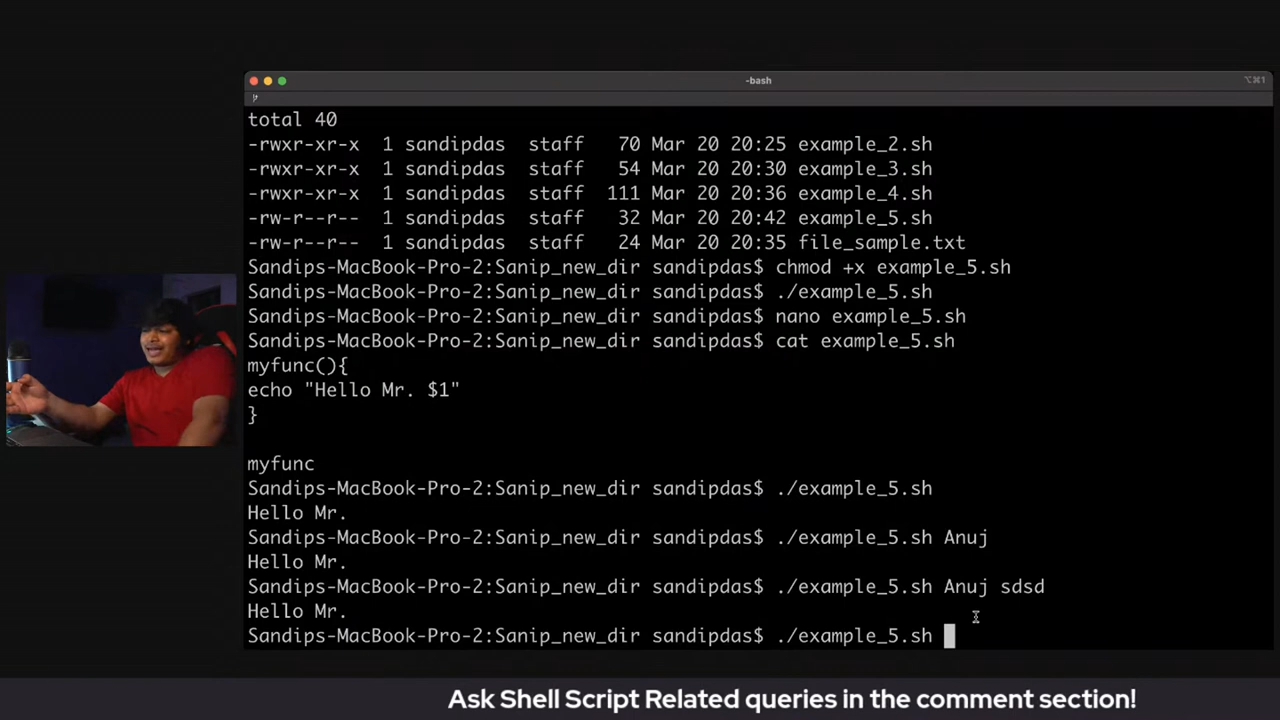 -bash
⌥⌘1
total 40
-rwxr-xr-x 1 sandipdas staff 70 Mar 20 20:25 example_2.sh
-rwxr-xr-x 1 sandipdas staff 54 Mar 20 20:30 example_3.sh
-rwxr-xr-x 1 sandipdas staff 111 Mar 20 20:36 example_4.sh
-rw-r--r-- 1 sandipdas staff 32 Mar 20 20:42 example_5.sh
-rw-r--r-- 1 sandipdas staff 24 Mar 20 20:35 file_sample.txt
Sandips-MacBook-Pro-2:Sanip_new_dir sandipdas$ chmod +x example_5.sh
Sandips-MacBook-Pro-2:Sanip_new_dir sandipdas$ ./example_5.sh
Sandips-MacBook-Pro-2:Sanip_new_dir sandipdas$ nano example_5.sh
Sandips-MacBook-Pro-2:Sanip_new_dir sandipdas$ cat example_5.sh
myfunc(){
echo "Hello Mr. $1"
}
myfunc
Sandips-MacBook-Pro-2:Sanip_new_dir sandipdas$ ./example_5.sh
Hello Mr.
Sandips-MacBook-Pro-2:Sanip_new_dir sandipdas$ ./example_5.sh Anuj
Hello Mr.
Sandips-MacBook-Pro-2:Sanip_new_dir sandipdas$ ./example_5.sh Anuj sdsd
Hello Mr.
Sandips-MacBook-Pro-2:Sanip_new_dir sandipdas$ ./example_5.sh
Ask Shell Script Related queries in the comment section!